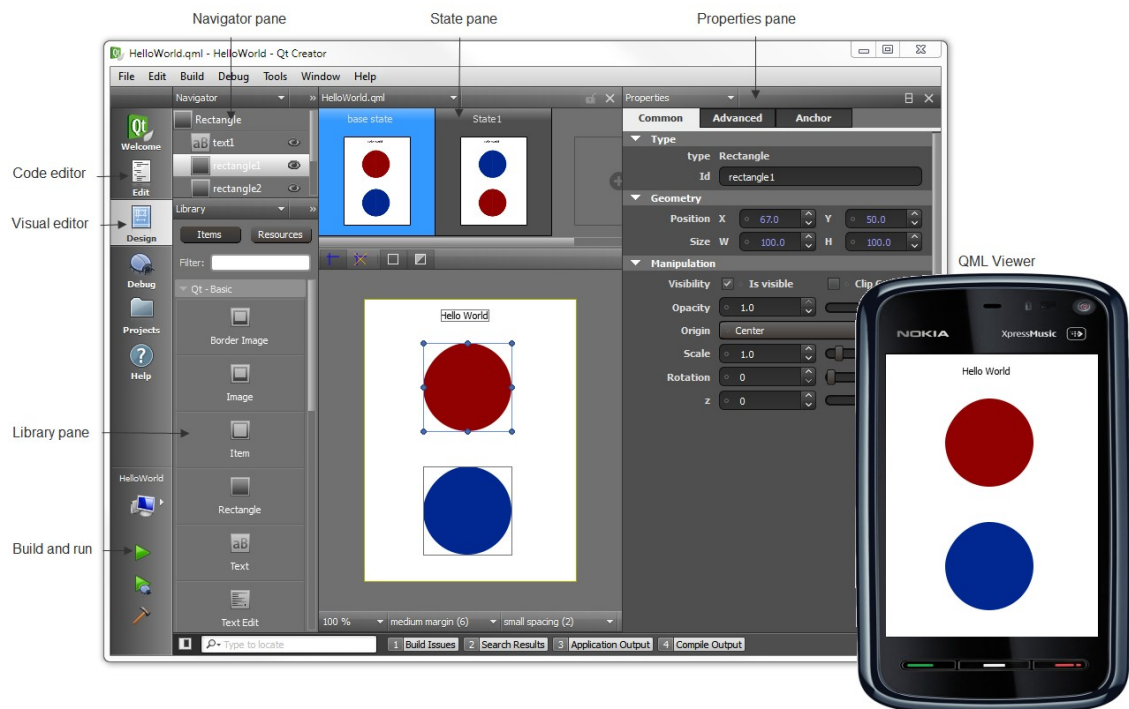 Navigator pane
State pane
Properties pane
HelloWorld.qml - HelloWorld - Qt Creator
File Edit Build Debug Tools Window Help
Navigator
HelloWorld.qml
Properties
Qt
Welcome
Rectangle
base state
State1
Common Advanced Anchor
aB text1
Type
type Rectangle
Code editor
rectangle1
Id rectangle1
Edit
rectangle2
Geometry
Library
Position X 67.0 Y 50.0
Visual editor
Design
Items Resources
Size W 100.0 H 100.0
Filter:
Manipulation
QML Viewer
Debug
Qt - Basic
Visibility Is visible
Opacity 1.0
Projects
Border Image
Hello World
Origin Center
NOKIA XpressMusic
Scale 1.0
Help
Image
Rotation 0
Hello World
z 0
Library pane
Item
HelloWorld
Rectangle
Build and run
aB
Text
Text Edit
100 % medium margin (6) small spacing (2)
Type to locate
1 Build Issues 2 Search Results 3 Application Output 4 Compile Output